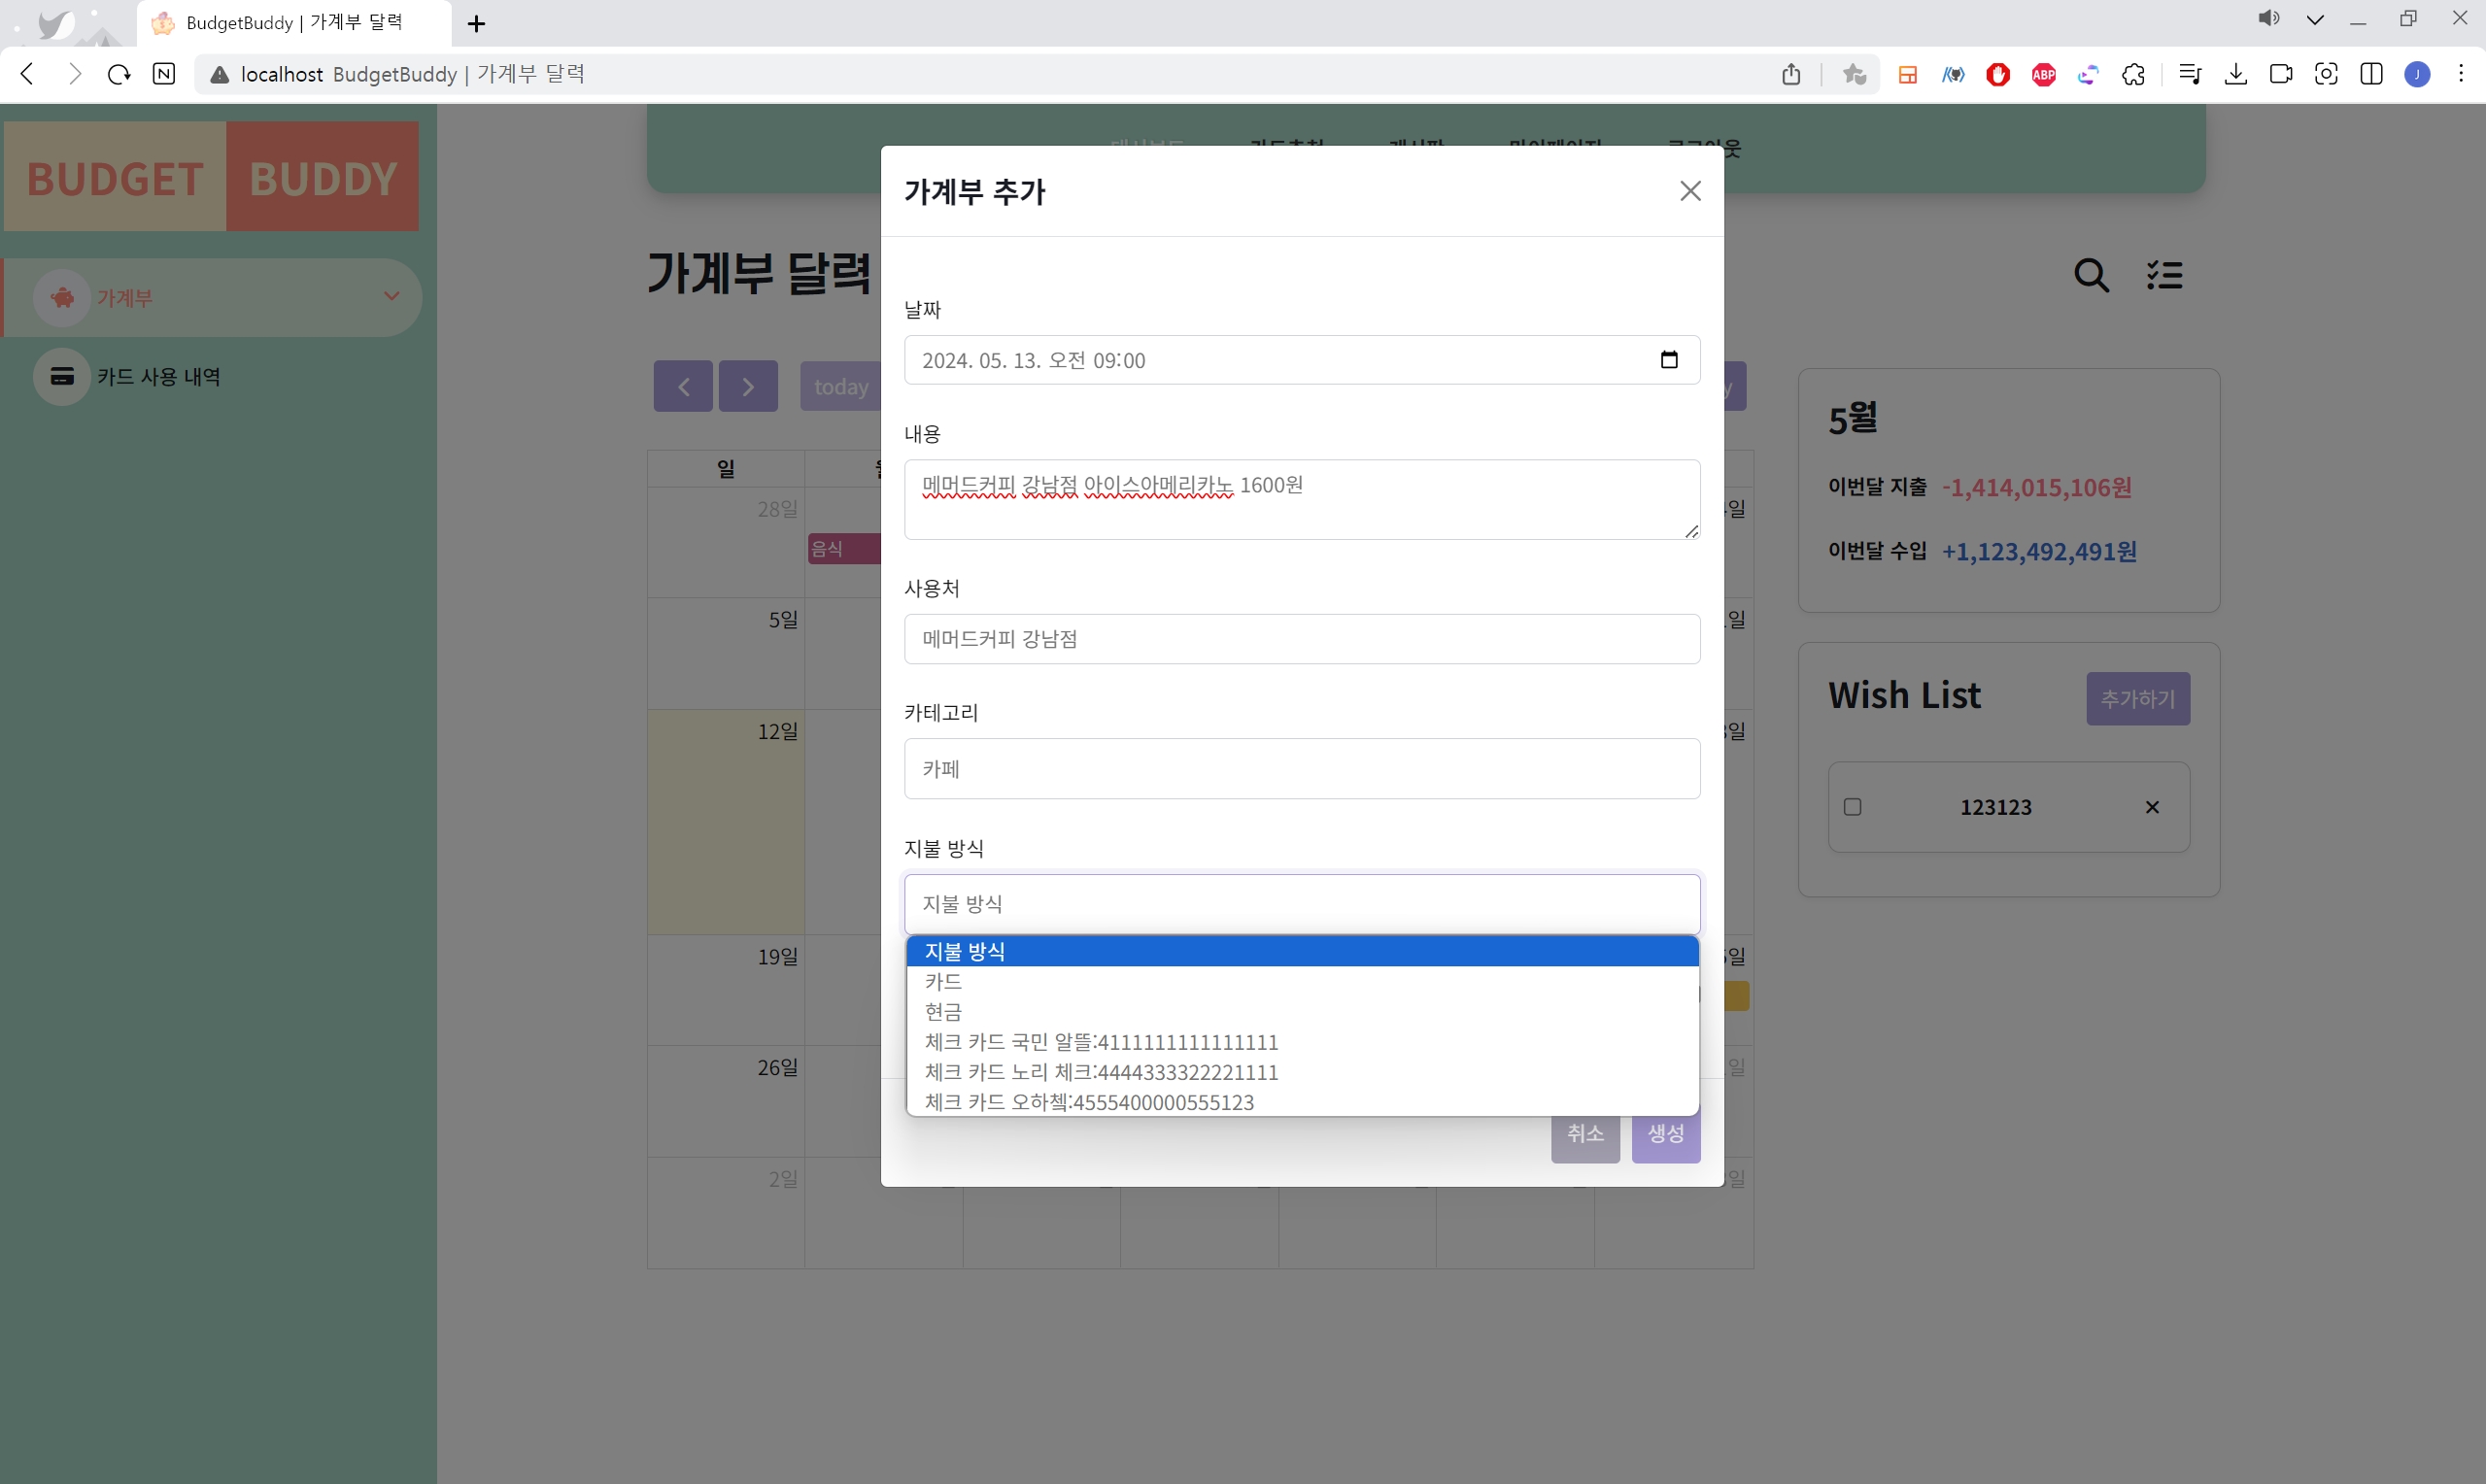 BudgetBuddy | 가계부 달력
localhost BudgetBuddy | 가계부 달력
ABP
J
BUDGET BUDDY
가계부
카드 사용 내역
가계부 달력
today
일
28일
음식
5일
12일
19일
26일
2일
가계부 추가
날짜
2024. 05. 13. 오전 09:00
내용
메머드커피 강남점 아이스아메리카노 1600원
사용처
메머드커피 강남점
카테고리
카페
지불 방식
지불 방식
지불 방식
카드
현금
체크 카드 국민 알뜰:4111111111111111
체크 카드 노리 체크:4444333322221111
체크 카드 오하쳌:4555400000555123
취소 생성
5월
이번달 지출 -1,414,015,106원
이번달 수입 +1,123,492,491원
Wish List 추가하기
123123